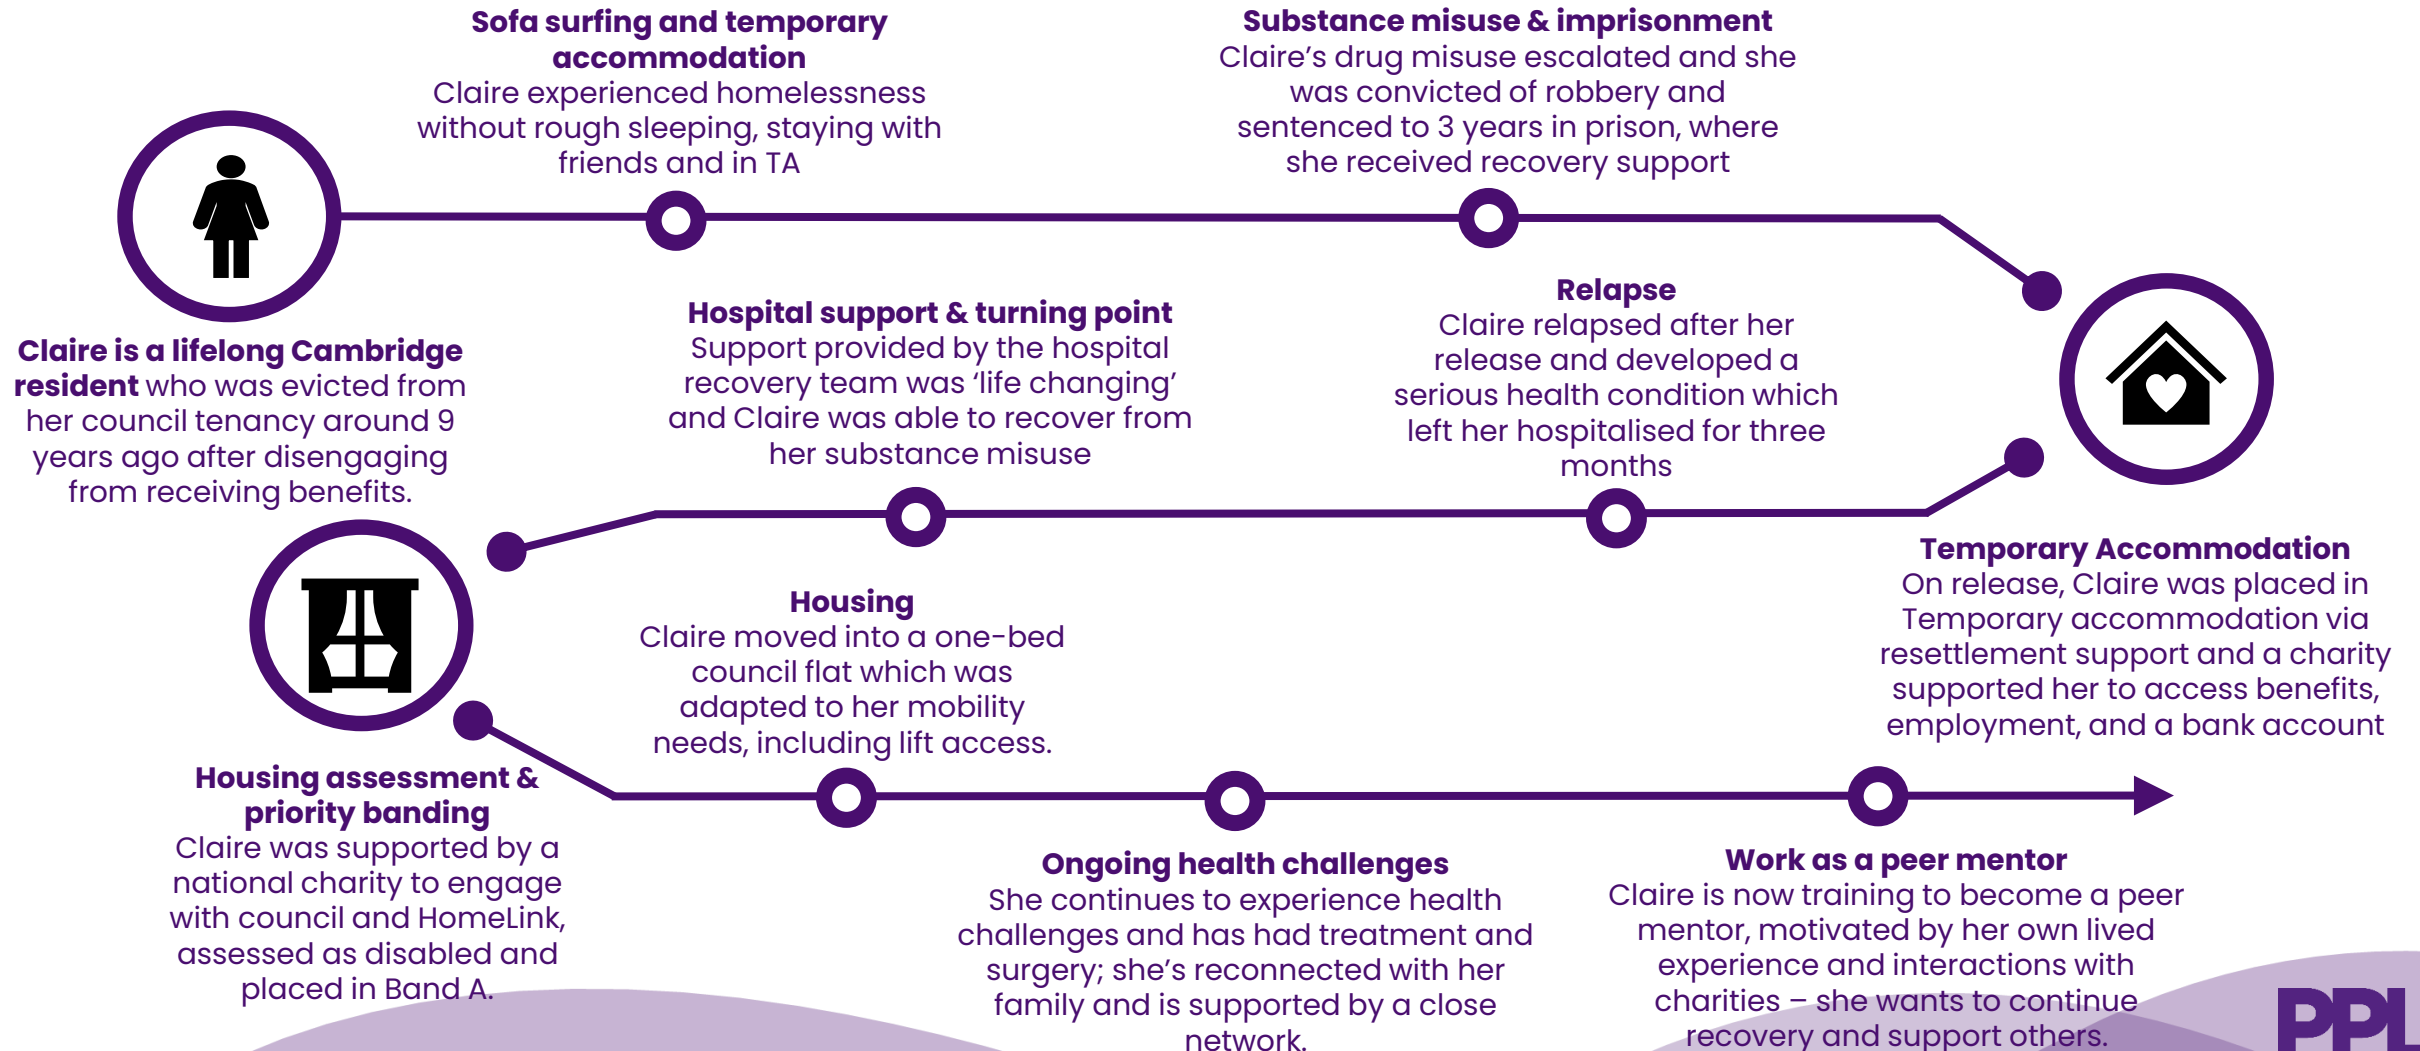 Claire is a lifelong Cambridge
resident who was evicted from
her council tenancy around 9
years ago after disengaging
from receiving benefits.
Sofa surfing and temporary
accommodation
Claire experienced homelessness
without rough sleeping, staying with
friends and in TA
Substance misuse & imprisonment
Claire’s drug misuse escalated and she
was convicted of robbery and
sentenced to 3 years in prison, where
she received recovery support
Temporary Accommodation
On release, Claire was placed in
Temporary accommodation via
resettlement support and a charity
supported her to access benefits,
employment, and a bank account
Relapse
Claire relapsed after her
release and developed a
serious health condition which
left her hospitalised for three
months
Hospital support & turning point
Support provided by the hospital
recovery team was ‘life changing’
and Claire was able to recover from
her substance misuse
Housing assessment &
priority banding
Claire was supported by a
national charity to engage
with council and HomeLink,
assessed as disabled and
placed in Band A.
Housing
Claire moved into a one-bed
council flat which was
adapted to her mobility
needs, including lift access.
Ongoing health challenges
She continues to experience health
challenges and has had treatment and
surgery; she’s reconnected with her
family and is supported by a close
network.
Work as a peer mentor
Claire is now training to become a peer
mentor, motivated by her own lived
experience and interactions with
charities – she wants to continue
recovery and support others.
PPL